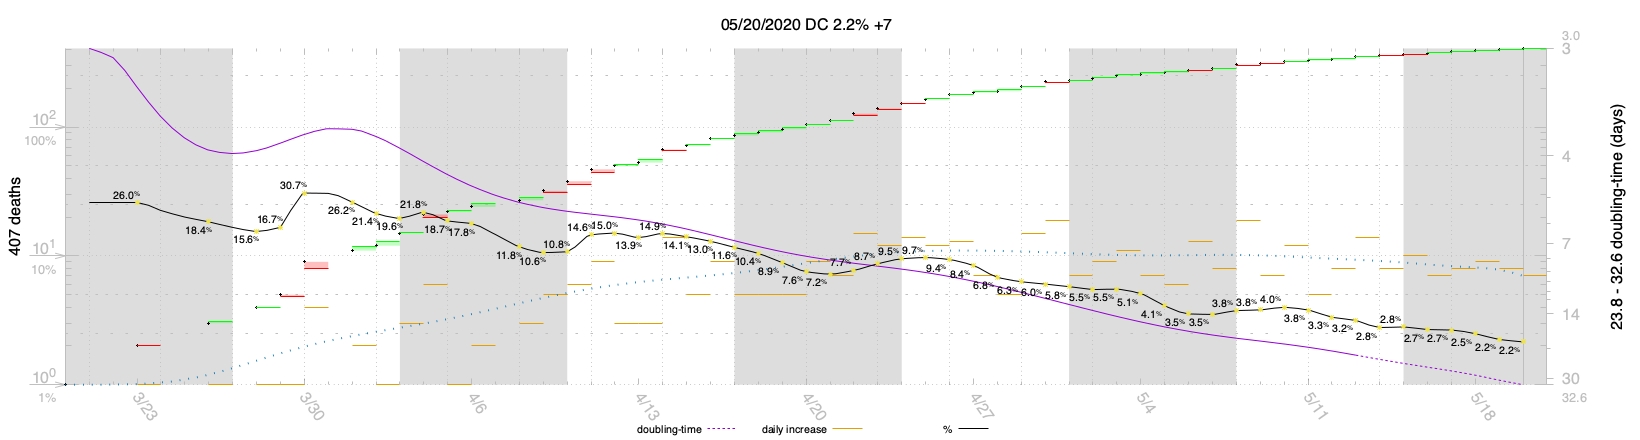 05/20/2020 DC 2.2% +7
407 deaths
10² 100%
10¹ 10%
10⁰ 1%
3.0
3
4
7
14
30
32.6
23.8 - 32.6 doubling-time (days)
26.0% 18.4% 15.6% 16.7% 30.7% 26.2% 21.4% 19.6% 21.8% 18.7% 17.8% 11.8% 10.6% 10.8% 14.6% 15.0% 13.9% 14.9% 14.1% 13.0% 11.6% 10.4% 8.9% 7.6% 7.2% 7.7% 8.7% 9.5% 9.7% 9.4% 8.4% 6.8% 6.3% 6.0% 5.8% 5.5% 5.5% 5.1% 4.1% 3.5% 3.5% 3.8% 3.8% 4.0% 3.8% 3.3% 3.2% 2.8% 2.8% 2.7% 2.7% 2.5% 2.2% 2.2%
3/23 3/30 4/6 4/13 4/20 4/27 5/4 5/11 5/18
doubling-time daily increase %